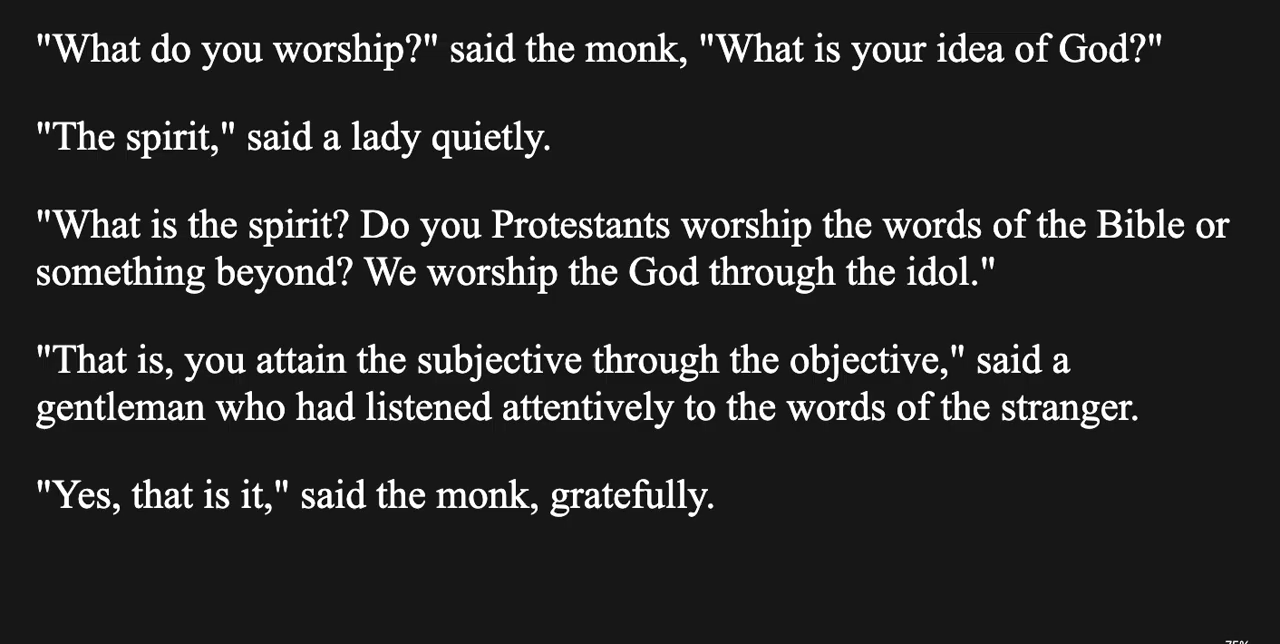 "What do you worship?" said the monk, "What is your idea of God?"
"The spirit," said a lady quietly.
"What is the spirit? Do you Protestants worship the words of the Bible or
something beyond? We worship the God through the idol."
"That is, you attain the subjective through the objective," said a
gentleman who had listened attentively to the words of the stranger.
"Yes, that is it," said the monk, gratefully.